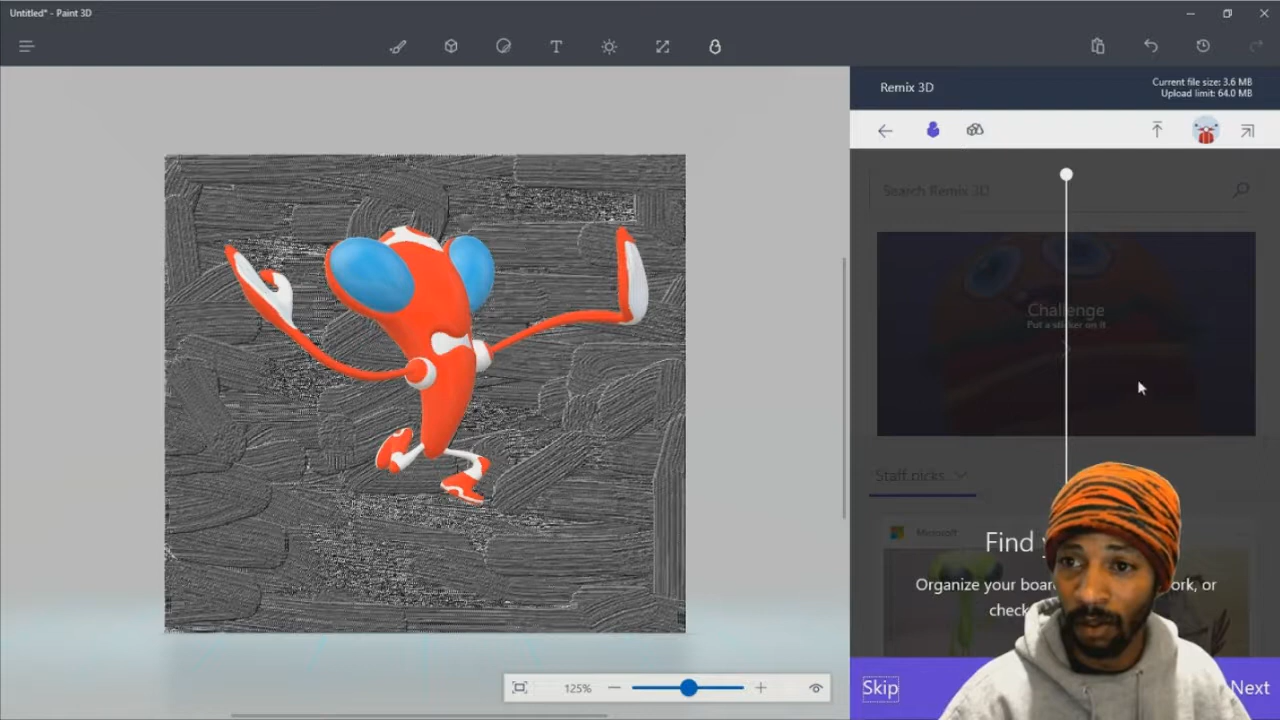 Untitled* - Paint 3D
Remix 3D
Current file size: 3.6 MB
Upload limit: 64.0 MB
Search Remix 3D
Challenge
Put a sticker on it
Staff picks
Microsoft
Find
Organize your
ork, or
check
125%
Skip
Next